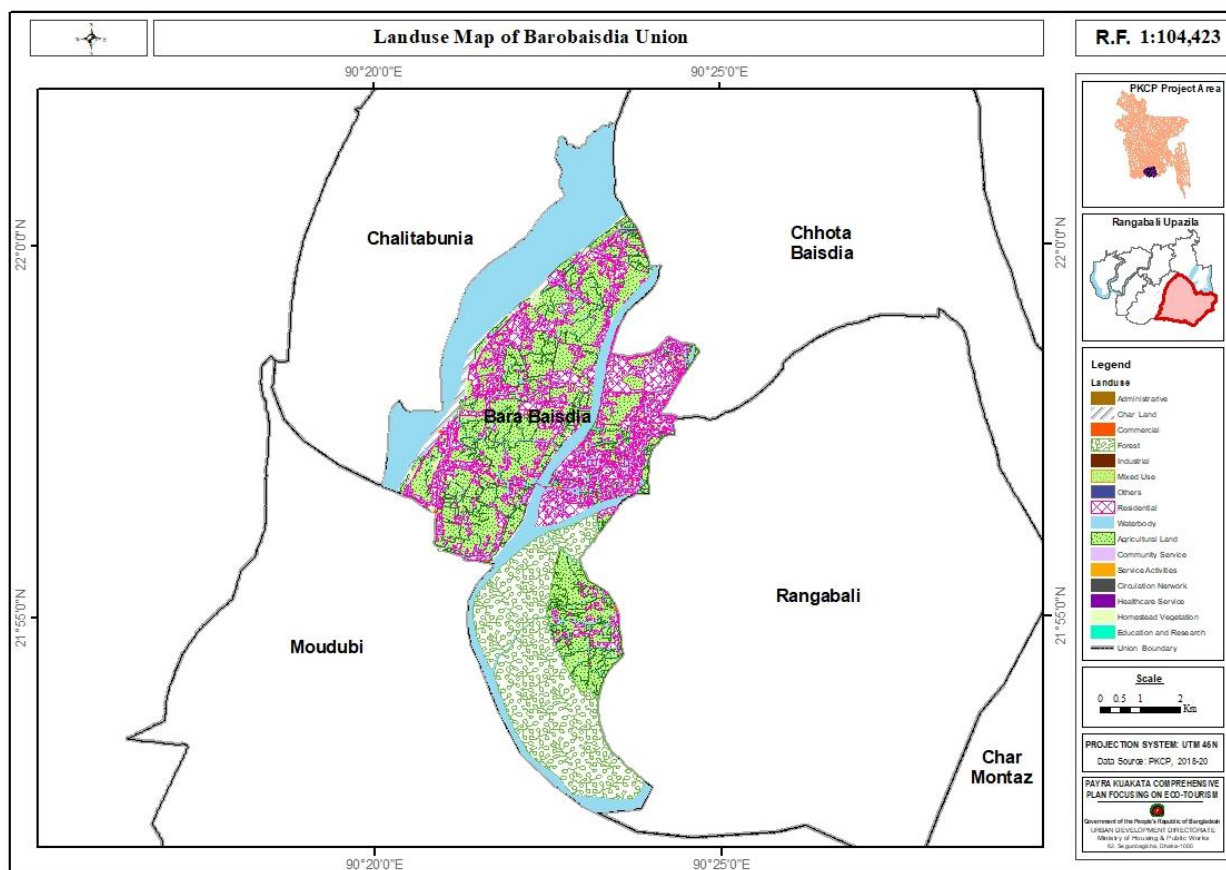 N
W E
S
Landuse Map of Barobaisdia Union
R.F. 1:104,423
90°20'0"E 90°25'0"E
22°0'0"N 22°0'0"N
21°55'0"N 21°55'0"N
Chalitabunia
Chhota
Baisdia
Bara Baisdia
Rangabali
Moudubi
Char
Montaz
90°20'0"E 90°25'0"E
PKCP Project Area
Rangabali Upazila
Legend
Landuse
Administrative
Char Land
Commercial
Forest
Industrial
Mixed Use
Others
Residential
Waterbody
Agricultural Land
Community Service
Service Activities
Circulation Nerwork
Healthcare Service
Homestead Vegetation
Education and Research
Union Boundary
Scale
0 0.5 1 2
Km
PROJECTION SYSTEM: UTM 46N
Data Source: PKCP, 2018-20
PAYRA KUAKATA COMPREHENSIVE
PLAN FOCUSING ON ECO-TOURISM
Government of the People's Republic of Bangladesh
URBAN DEVELOPMENT DIRECTORATE
Ministry of Housing & Public Works
82, Segunbagicha, Dhaka-1000